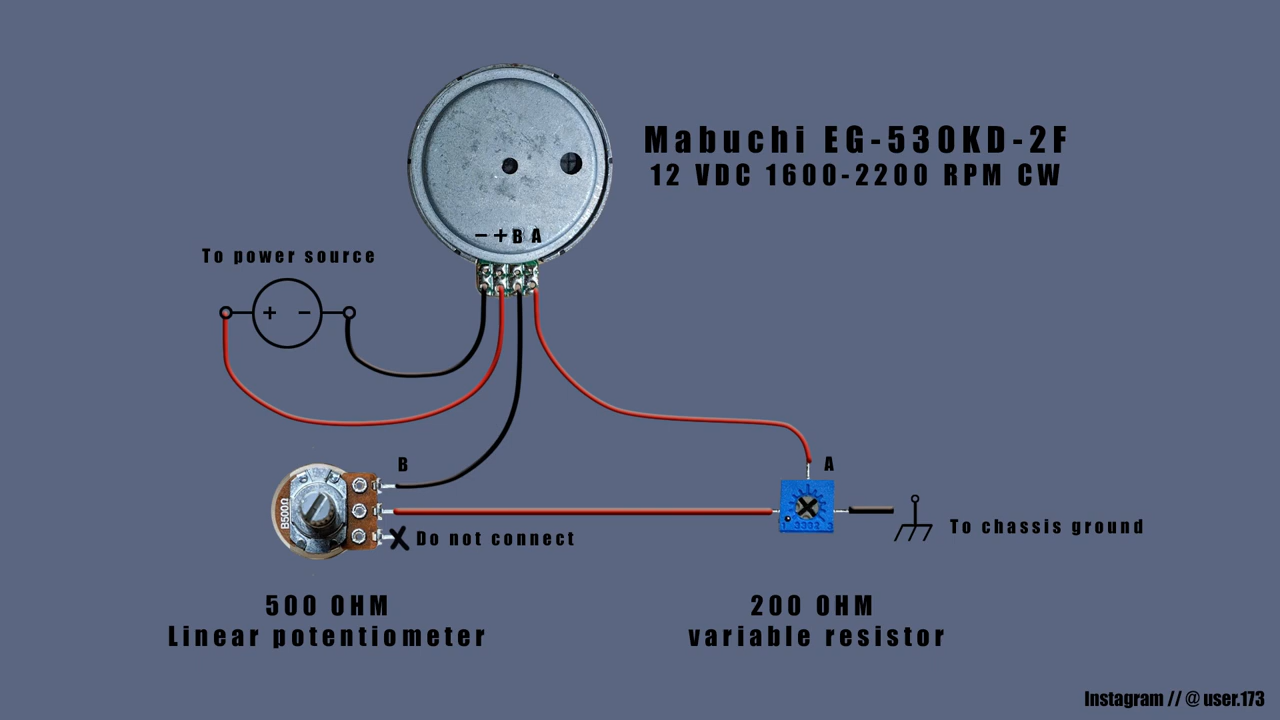 Mabuchi EG-530KD-2F
12 VDC 1600-2200 RPM CW
− + B A
To power source
+ −
B
A
B500Ω
Do not connect
To chassis ground
500 OHM
Linear potentiometer
200 OHM
variable resistor
Instagram // @ user.173